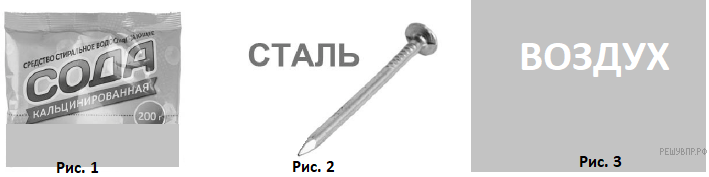 СРЕДСТВО СТИРАЛЬНОЕ
СОДА
КАЛЬЦИНИРОВАННАЯ
200 г
Рис. 1
СТАЛЬ
Рис. 2
ВОЗДУХ
Рис. 3
РЕШУВПР.РФ